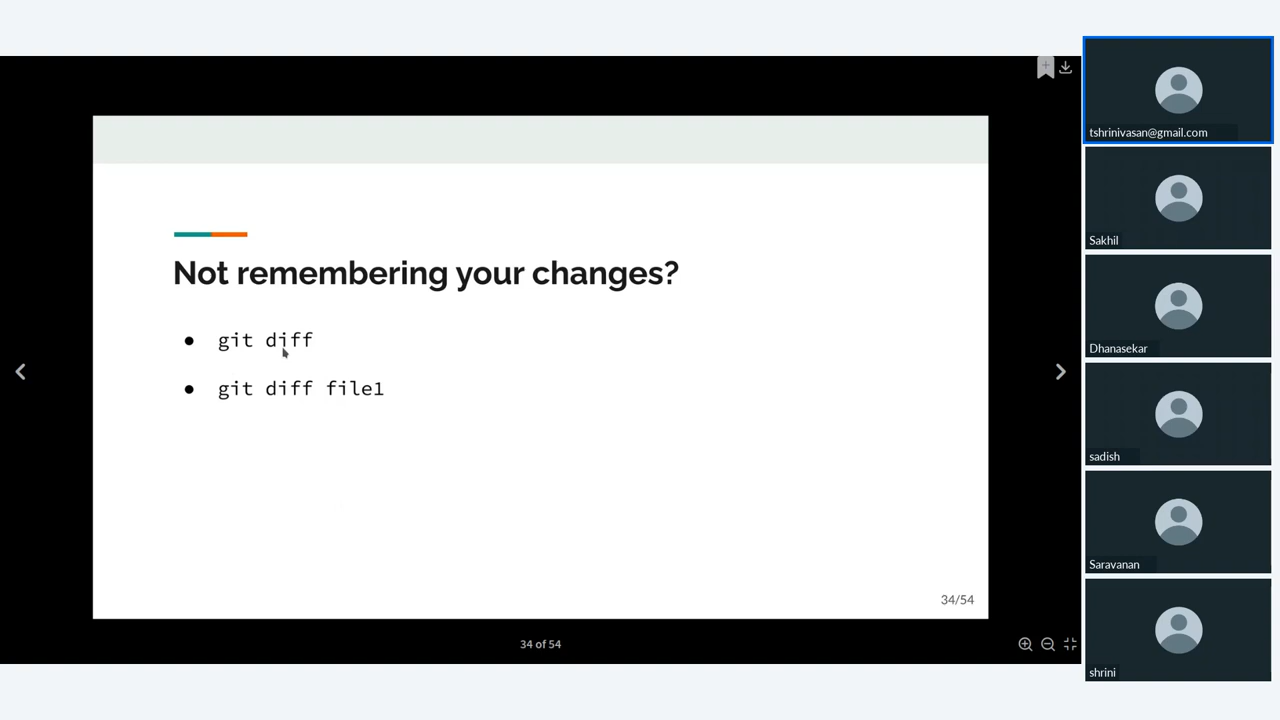 Not remembering your changes?
● git diff
● git diff file1
34/54
34 of 54
tshrinivasan@gmail.com
Sakhil
Dhanasekar
sadish
Saravanan
shrini